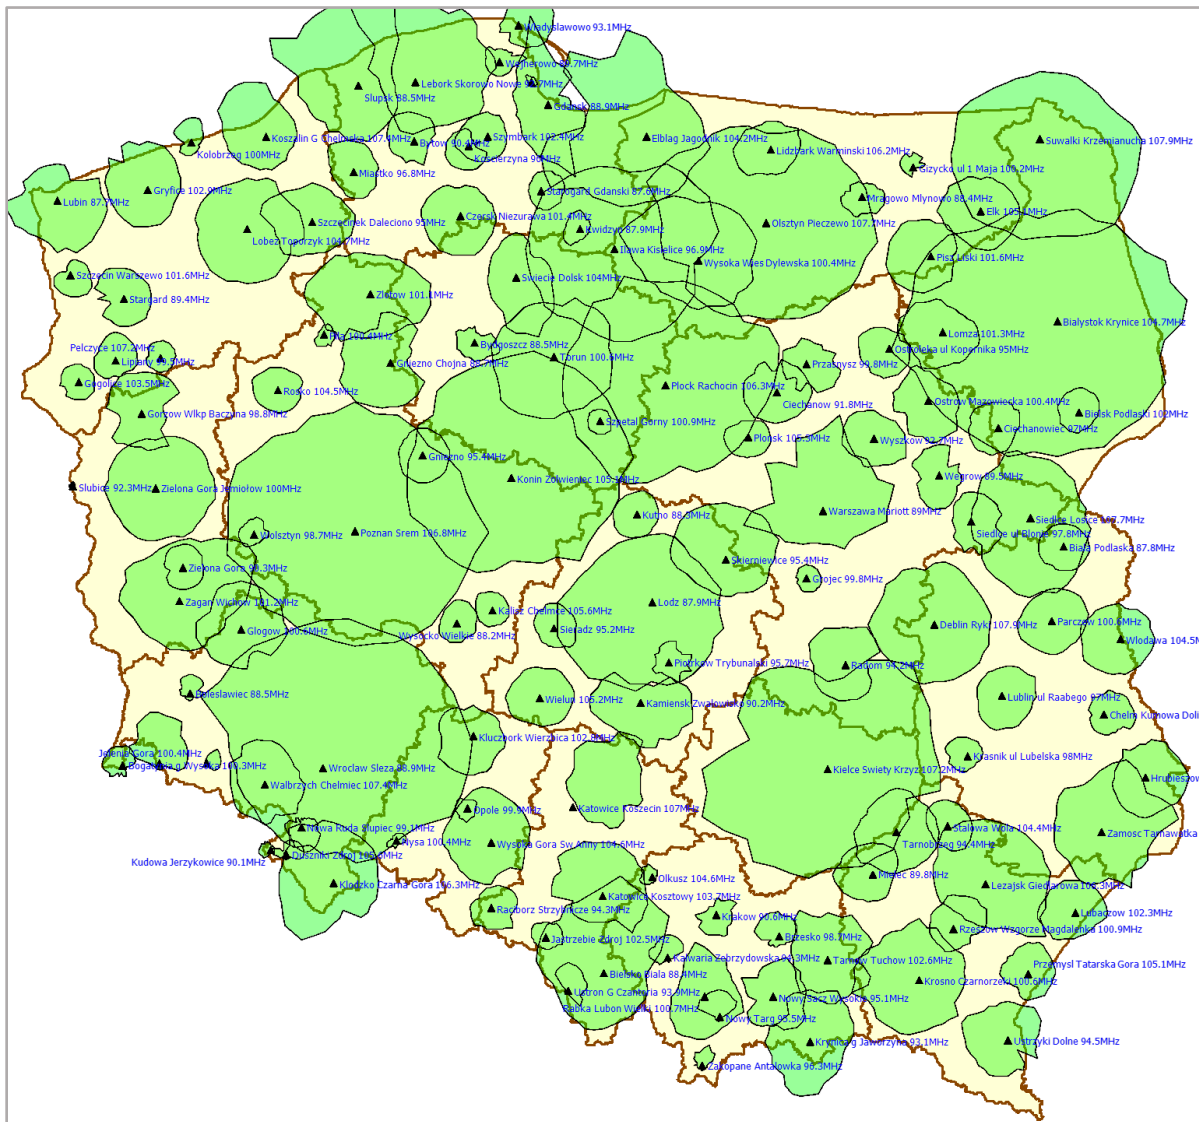 Wladyslawowo 93.1MHz
Wejherowo 89.7MHz
Lebork Skorowo Nowe
Slupsk 88.5MHz
Gdansk 88.9MHz
Koszalin G Chelmska 107.4MHz
Kolobrzeg 100MHz
Bytow 90.4MHz
Szymbark 102.4MHz
Koscierzyna 96MHz
Elblag Jagodnik 104.2MHz
Lidzbark Warminski 106.2MHz
Suwalki Krzemianucha 107.9MHz
Gizycko ul 1 Maja 100.2MHz
Miastko 96.8MHz
Gryfice 102.9MHz
Lubin 87.7MHz
Starogard Gdanski 87.6MHz
Mragowo Mlynowo 88.4MHz
Elk 105.1MHz
Szczecinek Daleciono 95MHz
Lobez Toporzyk 104.7MHz
Czersk Niezurawa 101.4MHz
Kwidzyn 87.9MHz
Olsztyn Pieczewo 107.7MHz
Ilawa Kisielice 96.9MHz
Wysoka Wies Dylewska 100.4MHz
Pisz Liski 101.6MHz
Szczecin Warszewo 101.6MHz
Swiecie Dolsk 104MHz
Stargard 89.4MHz
Zlotow 101.1MHz
Bialystok Krynice 104.7MHz
Pila 100.4MHz
Lomza 101.3MHz
Pelczyce 107.2MHz
Bydgoszcz 88.5MHz
Ostroleka ul Kopernika 95MHz
Lipiany 99.5MHz
Torun 100.6MHz
Gniezno Chojna 88.7MHz
Przasnysz 99.8MHz
Gogolice 103.5MHz
Rosko 104.5MHz
Plock Rachocin 106.3MHz
Ciechanow 91.8MHz
Ostrow Mazowiecka 100.4MHz
Gorzow Wlkp Baczyna 98.8MHz
Bielsk Podlaski 102MHz
Szpetal Gorny 100.9MHz
Ciechanowiec 97MHz
Plonsk 105.5MHz
Wyszkow 92.7MHz
Gniezno 95.4MHz
Konin Zolwieniec 105.1MHz
Wegrow 89.5MHz
Slubice 92.3MHz
Zielona Gora Jemiolow 100MHz
Kutno 88.5MHz
Warszawa Mariott 89MHz
Siedlce Losice 107.7MHz
Siedlce ul Blonie 97.8MHz
Wolsztyn 98.7MHz
Poznan Srem 106.8MHz
Biala Podlaska 87.8MHz
Skierniewice 95.4MHz
Zielona Gora 99.3MHz
Grojec 99.8MHz
Zagan Wichow 101.2MHz
Lodz 87.9MHz
Kalisz Chelmce 105.6MHz
Wysocko Wielkie 88.2MHz
Glogow 100.6MHz
Sieradz 95.2MHz
Deblin Ryki 107.9MHz
Parczew 100.6MHz
Wlodawa 104.5M
Piotrkow Trybunalski 95.7MHz
Radom 94.2MHz
Boleslawiec 88.5MHz
Wielun 105.2MHz
Kamiensk Zwalowisko 90.2MHz
Lublin ul Raabego 97MHz
Chelm Kumowa Doli
Kluczbork Wierzbica 102.8MHz
Jelenia Gora 100.4MHz
Krasnik ul Lubelska 98MHz
Wroclaw Sleza 88.9MHz
Kielce Swiety Krzyz 107.2MHz
Hrubieszow
Walbrzych Chelmiec 107.4MHz
Opole 99.9MHz
Katowice Koszecin 107MHz
Nowa Ruda Slupiec 99.1MHz
Stalowa Wola 104.4MHz
Zamosc Tarnawatka
Tarnobrzeg 94.4MHz
Nysa 100.4MHz
Wysoka Gora Sw Anny 104.6MHz
Kudowa Jerzykowice 90.1MHz
Klodzko Czarna Gora 106.3MHz
Olkusz 104.6MHz
Mielec 89.8MHz
Lezajsk Giedlarowa
Katowice Kosztowy 103.7MHz
Raciborz Strzybnicze 94.3MHz
Krakow 90.6MHz
Lubaczow 102.3MHz
Rzeszow Wzgorze Magdalenka 100.9MHz
Jastrzebie Zdroj 102.5MHz
Brzesko 98.7MHz
Kalwaria Zebrzydowska 94.3MHz
Tarnow Tuchow 102.6MHz
Bielsko Biala 88.4MHz
Przemysl Tatarska Gora 105.1MHz
Krosno Czarnorzeki 100.6MHz
Ustron G Czantoria 93.9MHz
Rabka Lubon Wielki 100.7MHz
Nowy Sacz Wysokie 95.1MHz
Nowy Targ 95.5MHz
Krynica g Jaworzyna 93.1MHz
Ustrzyki Dolne 94.5MHz
Zakopane Antalowka 96.3MHz